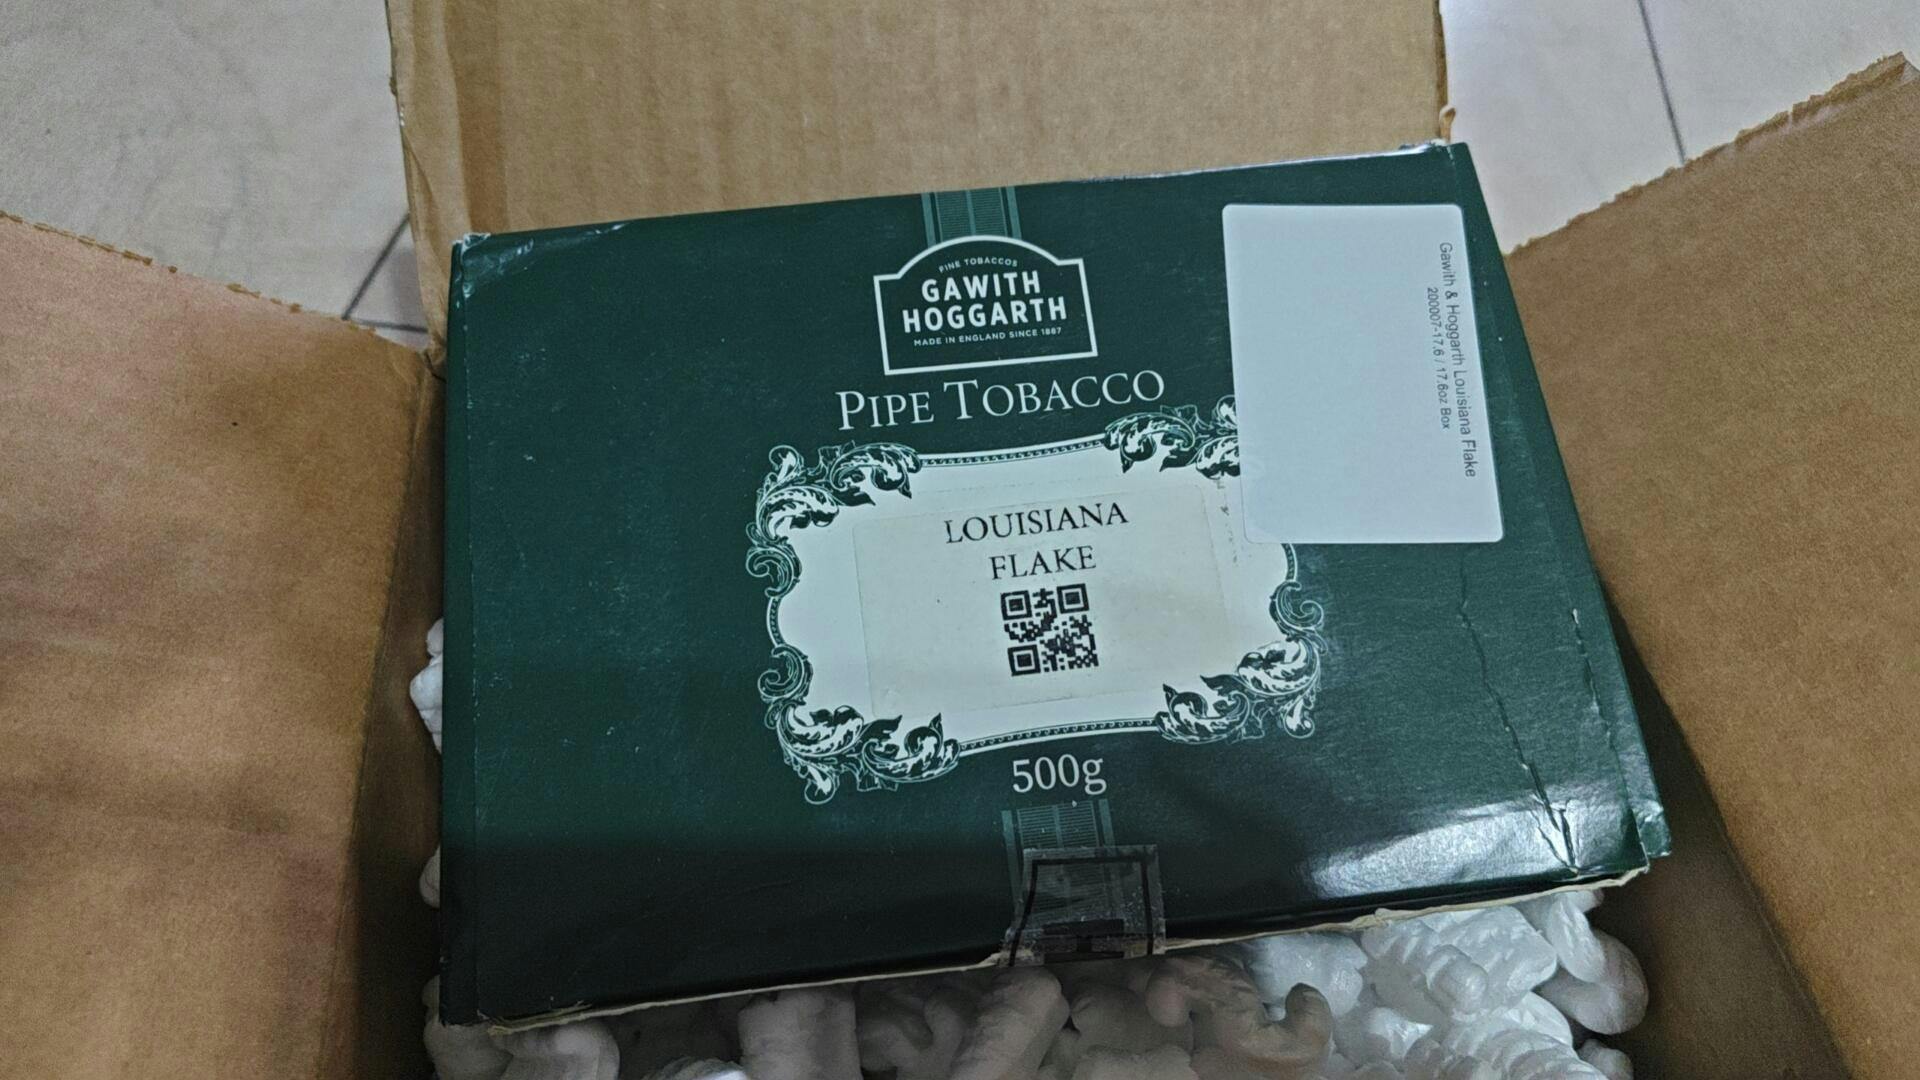 FINE TOBACCOS
GAWITH
HOGGARTH
MADE IN ENGLAND SINCE 1887
PIPE TOBACCO
LOUISIANA
FLAKE
500g
Gawith & Hoggarth Louisiana Flake
200007-17.6 / 17.6oz Box